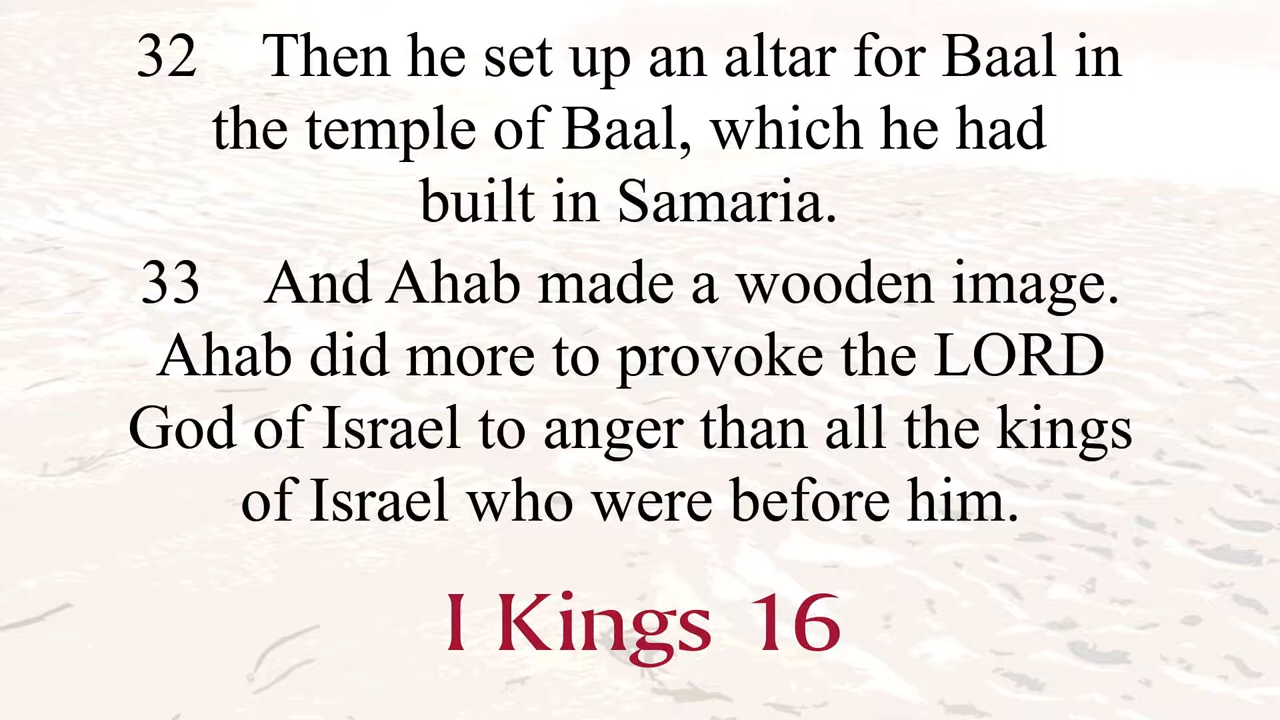 32 Then he set up an altar for Baal in
the temple of Baal, which he had
built in Samaria.
33 And Ahab made a wooden image.
Ahab did more to provoke the LORD
God of Israel to anger than all the kings
of Israel who were before him.
I Kings 16